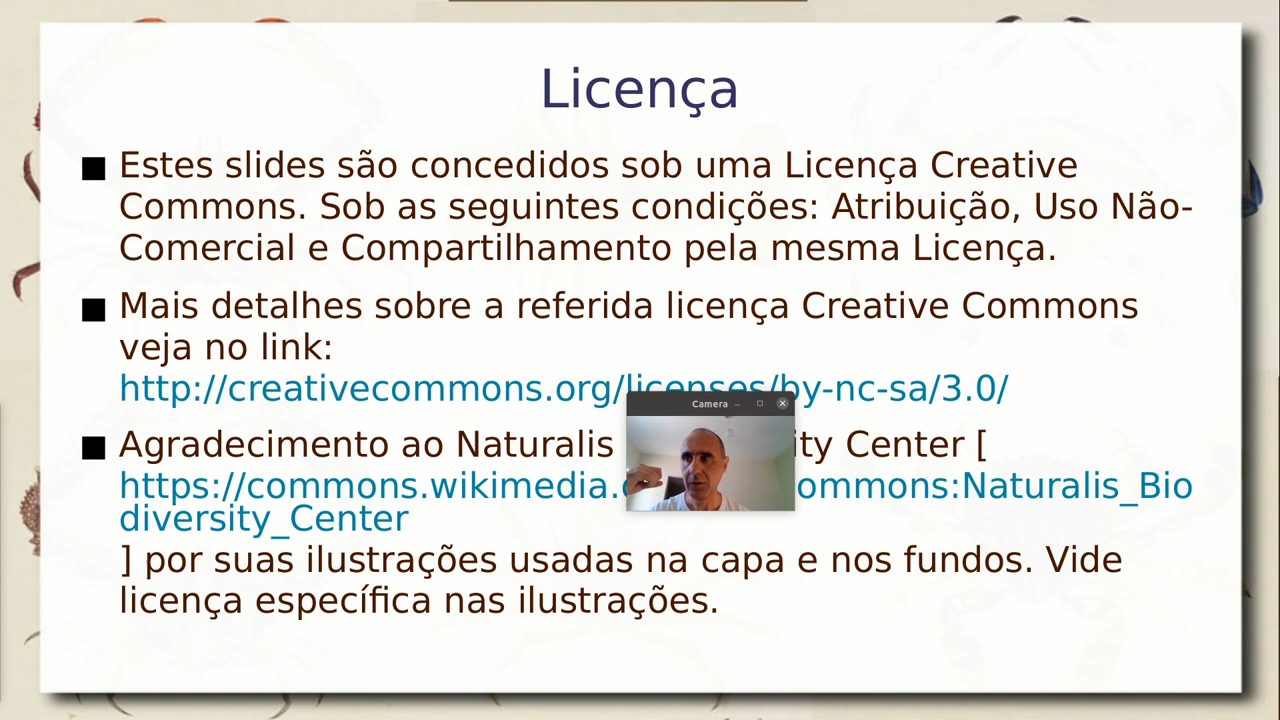 Licença
Estes slides são concedidos sob uma Licença Creative
Commons. Sob as seguintes condições: Atribuição, Uso Não-
Comercial e Compartilhamento pela mesma Licença.
Mais detalhes sobre a referida licença Creative Commons
veja no link:
http://creativecommons.org/licenses/by-nc-sa/3.0/
Camera
Agradecimento ao Naturalis ity Center [
https://commons.wikimedia. ommons:Naturalis_Bio
diversity_Center
] por suas ilustrações usadas na capa e nos fundos. Vide
licença específica nas ilustrações.